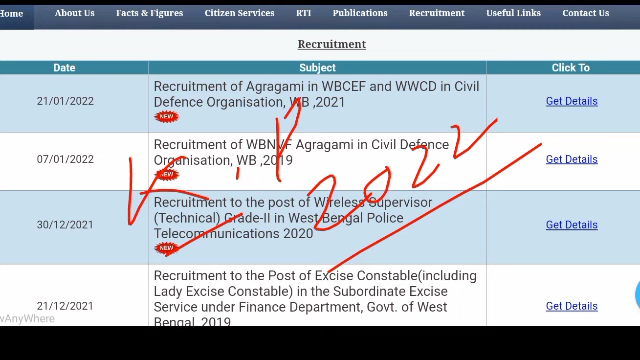 Home About Us Facts & Figures Citizen Services RTI Publications Recruitment Useful Links Contact Us
Recruitment
Date Subject Click To
21/01/2022 Recruitment of Agragami in WBCEF and WWCD in Civil Get Details
Defence Organisation, WB ,2021
NEW
07/01/2022 Recruitment of WBNVF Agragami in Civil Defence Get Details
Organisation, WB ,2019
NEW
2022
30/12/2021 Recruitment to the post of Wireless Supervisor Get Details
(Technical) Grade-II in West Bengal Police
Telecommunications 2020
NEW
21/12/2021 Recruitment to the Post of Excise Constable(including Get Details
Lady Excise Constable) in the Subordinate Excise
Service under Finance Department, Govt. of West
Bengal, 2019
wAnyWhere